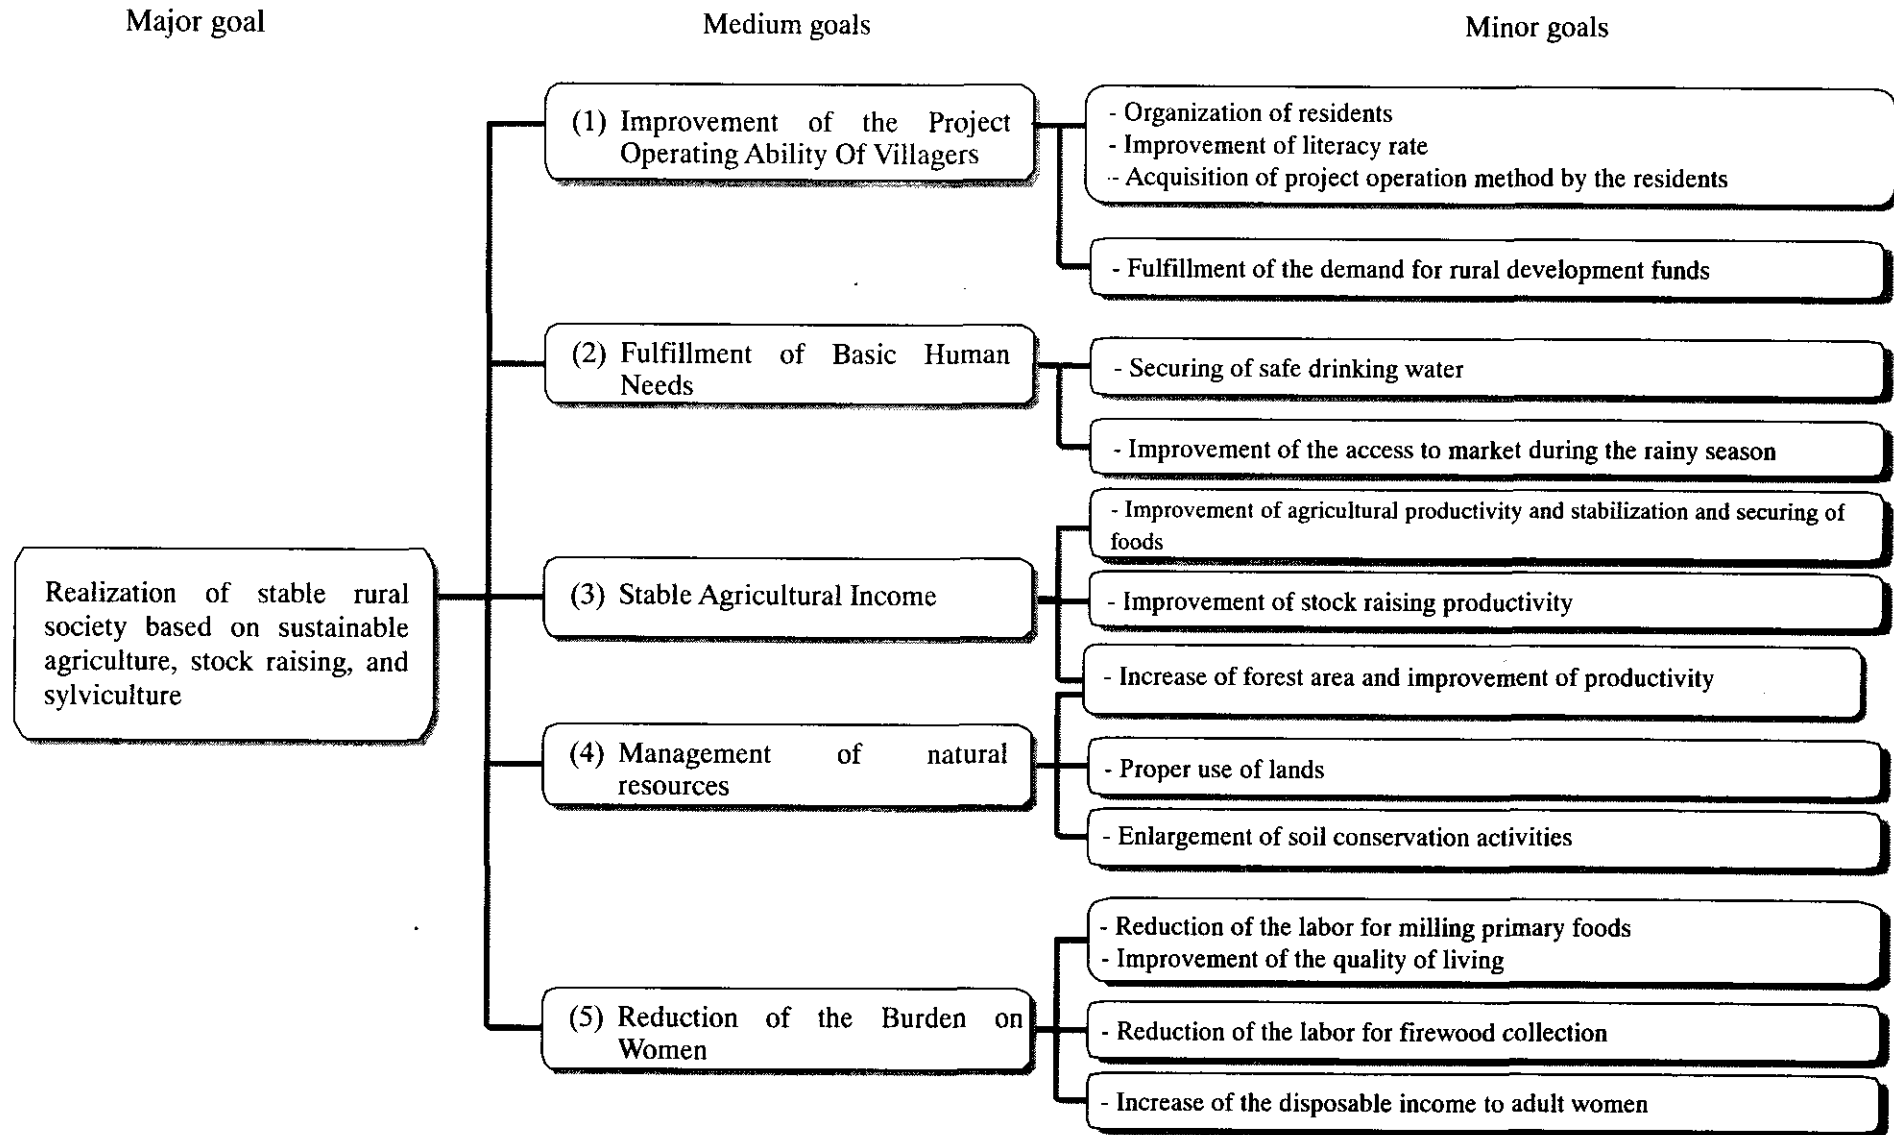 Major goal
Medium goals
Minor goals
(1) Improvement of the Project
Operating Ability Of Villagers
- Organization of residents
- Improvement of literacy rate
- Acquisition of project operation method by the residents
- Fulfillment of the demand for rural development funds
(2) Fulfillment of Basic Human
Needs
- Securing of safe drinking water
- Improvement of the access to market during the rainy season
Realization of stable rural
society based on sustainable
agriculture, stock raising, and
sylviculture
(3) Stable Agricultural Income
- Improvement of agricultural productivity and stabilization and securing of
foods
- Improvement of stock raising productivity
- Increase of forest area and improvement of productivity
(4) Management of natural
resources
- Proper use of lands
- Enlargement of soil conservation activities
(5) Reduction of the Burden on
Women
- Reduction of the labor for milling primary foods
- Improvement of the quality of living
- Reduction of the labor for firewood collection
- Increase of the disposable income to adult women